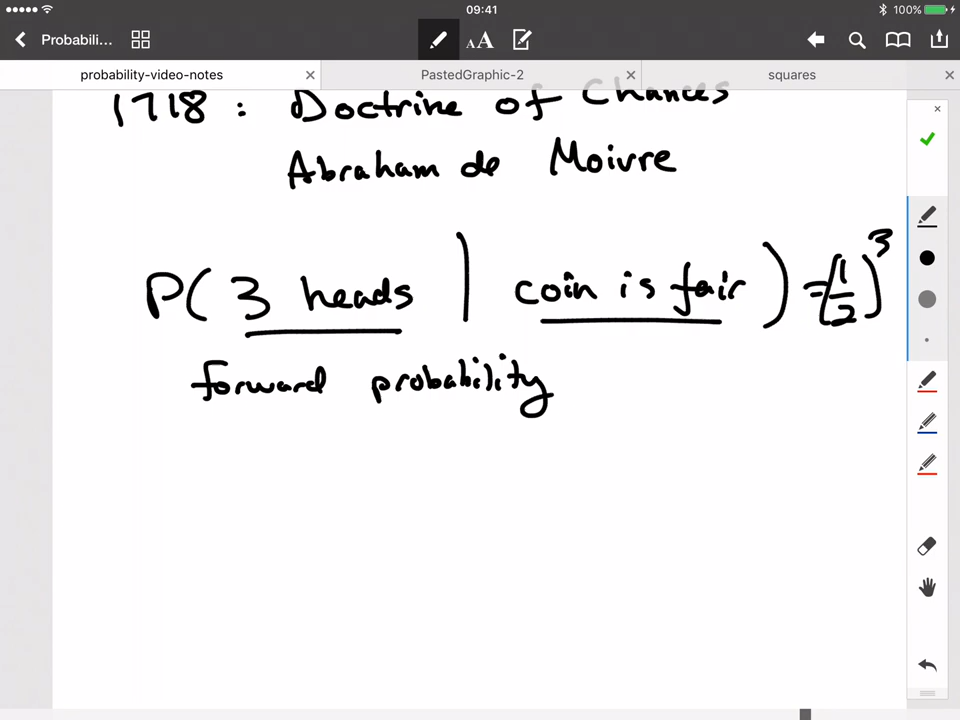 09:41
100%
Probabili...
AA
probability-video-notes
PastedGraphic-2
squares
1718 : Doctrine of Chances
Abraham de Moivre
P( 3 heads | coin is fair ) = (1/2)^3
forward probability